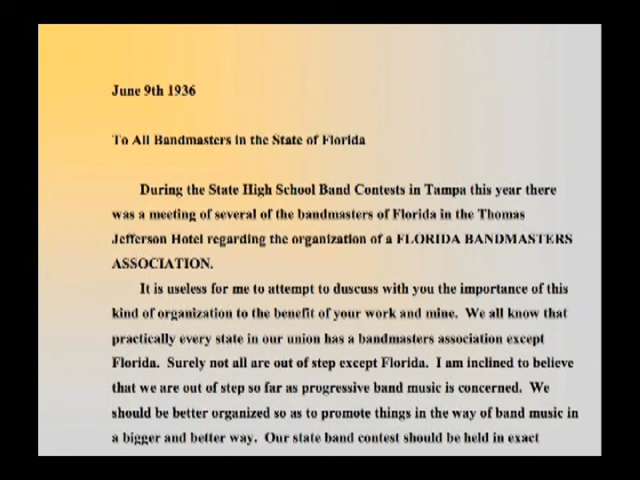 June 9th 1936
To All Bandmasters in the State of Florida
During the State High School Band Contests in Tampa this year there
was a meeting of several of the bandmasters of Florida in the Thomas
Jefferson Hotel regarding the organization of a FLORIDA BANDMASTERS
ASSOCIATION.
It is useless for me to attempt to duscuss with you the importance of this
kind of organization to the benefit of your work and mine. We all know that
practically every state in our union has a bandmasters association except
Florida. Surely not all are out of step except Florida. I am inclined to believe
that we are out of step so far as progressive band music is concerned. We
should be better organized so as to promote things in the way of band music in
a bigger and better way. Our state band contest should be held in exact